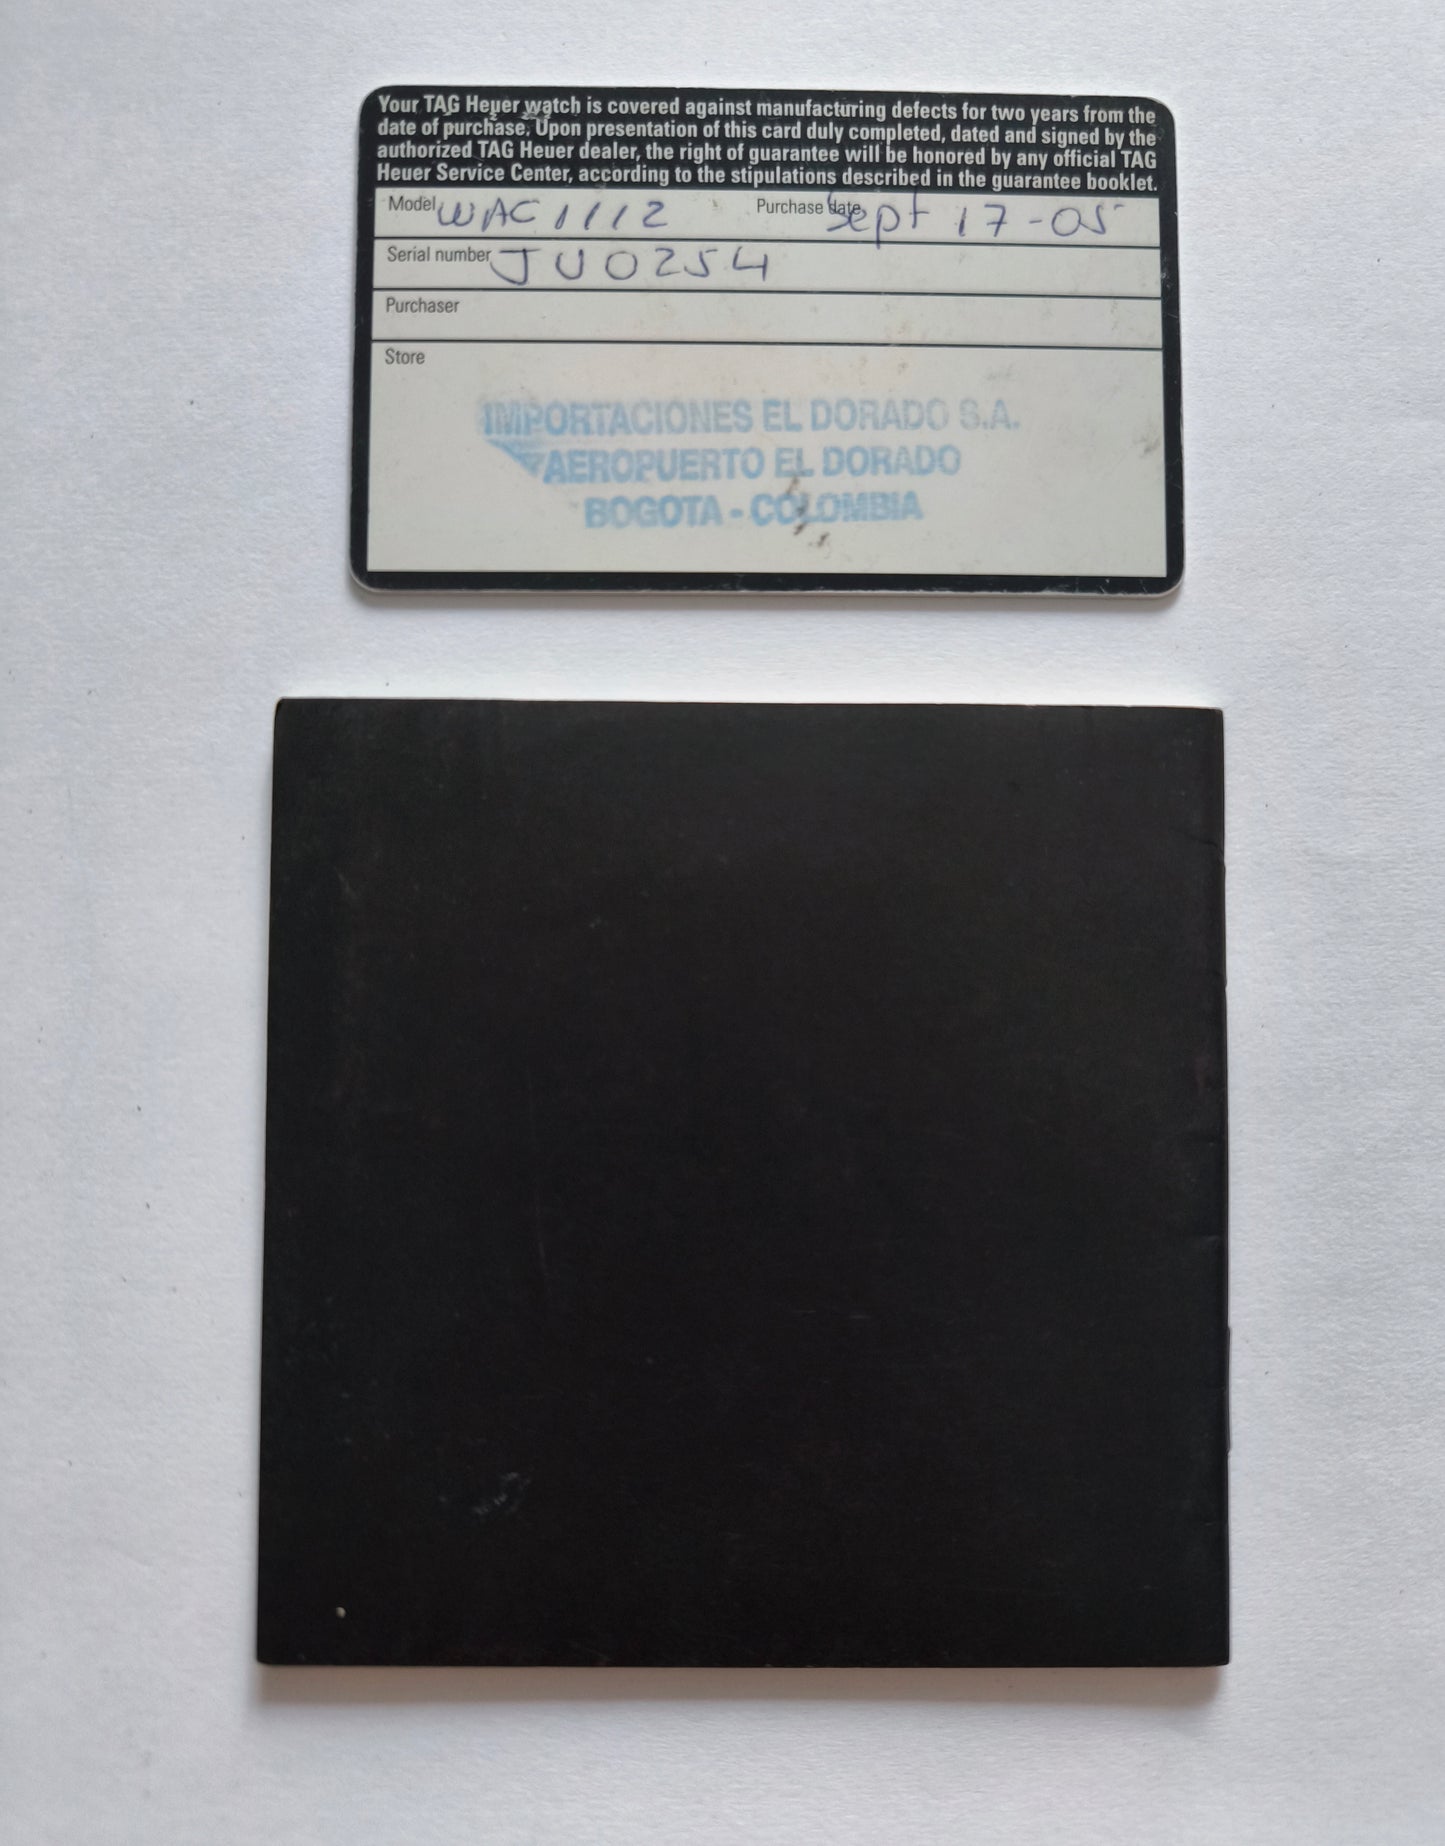 Your TAG Heuer watch is covered against manufacturing defects for two years from the
date of purchase. Upon presentation of this card duly completed, dated and signed by the
authorized TAG Heuer dealer, the right of guarantee will be honored by any official TAG
Heuer Service Center, according to the stipulations described in the guarantee booklet.
Model WAC1112 Purchase date Sept 17-05
Serial number JU0254
Purchaser
Store
IMPORTACIONES EL DORADO S.A.
AEROPUERTO EL DORADO
BOGOTA - COLOMBIA